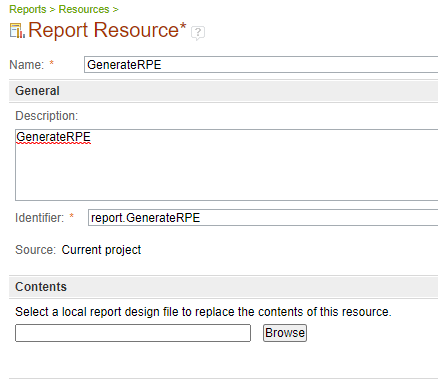 Reports > Resources >
Report Resource* ?
Name: * GenerateRPE
General
Description:
GenerateRPE
Identifier: * report.GenerateRPE
Source: Current project
Contents
Select a local report design file to replace the contents of this resource.
Browse